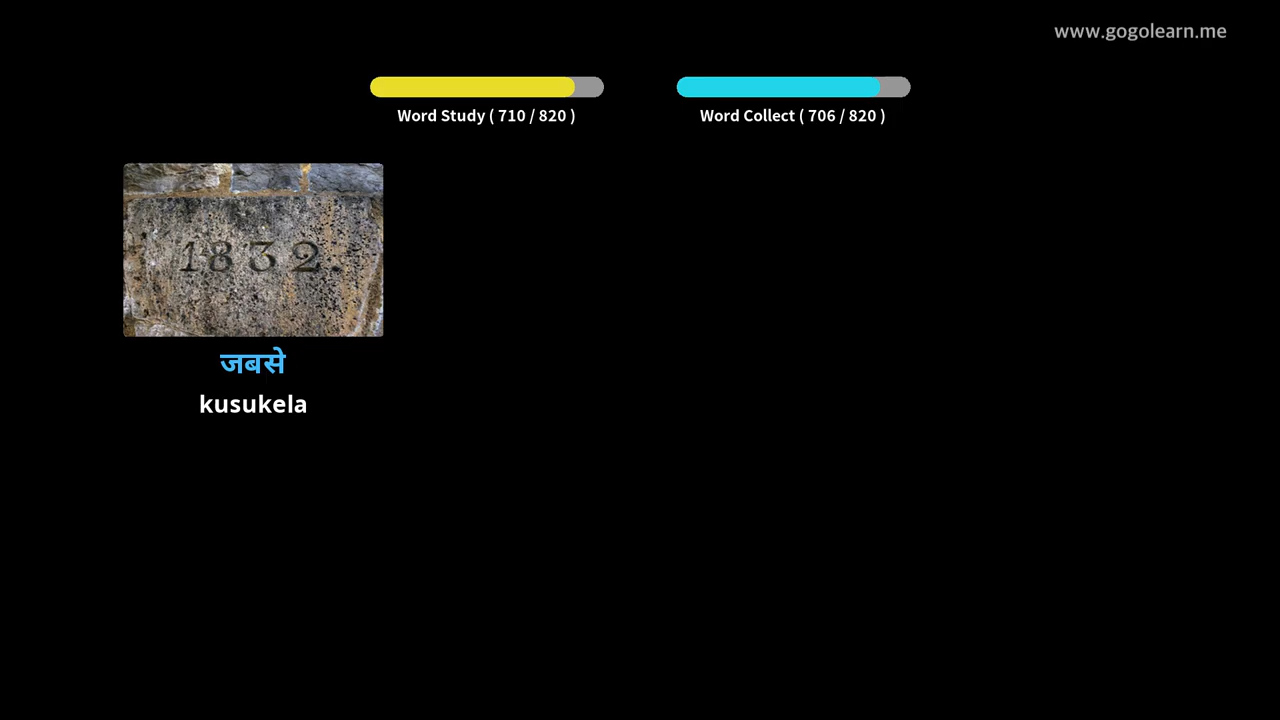 www.gogolearn.me
Word Study ( 710 / 820 )
Word Collect ( 706 / 820 )
1832.
जबसे
kusukela